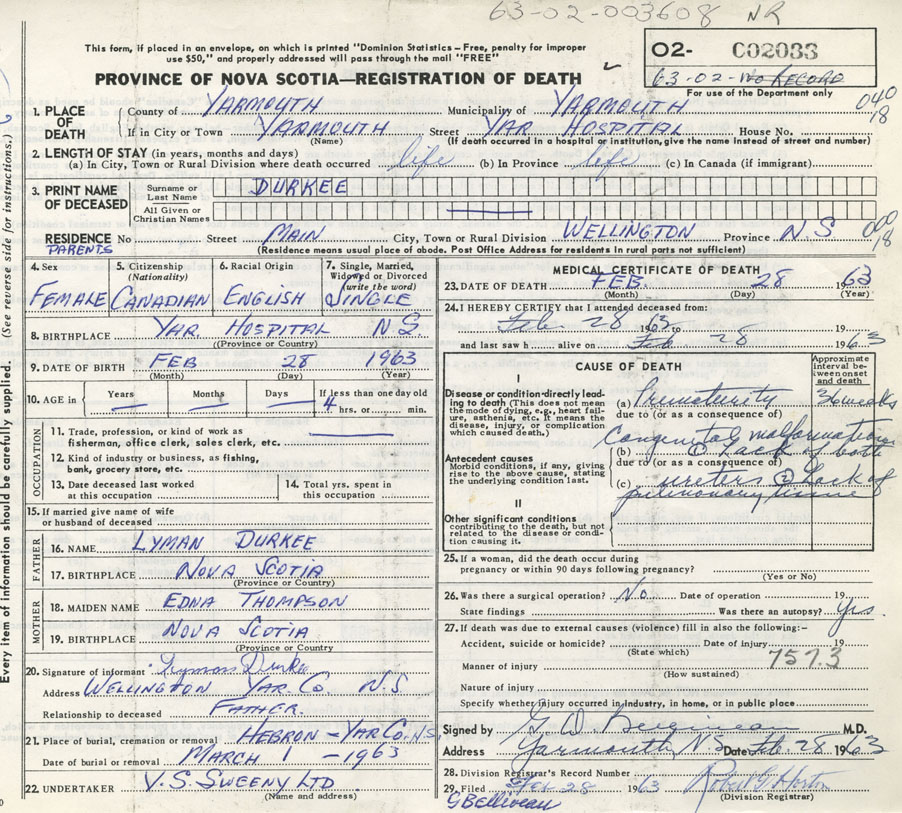 63-02-003608 NR
This form, if placed in an envelope, on which is printed "Dominion Statistics – Free, penalty for improper
use $50," and properly addressed will pass through the mail "FREE"
PROVINCE OF NOVA SCOTIA—REGISTRATION OF DEATH
02- C02033
63-02-No RECORD
For use of the Department only
040
18
1. PLACE OF DEATH
County of YARMOUTH Municipality of YARMOUTH
If in City or Town YARMOUTH Street YAR HOSPITAL House No.
(Name) (If death occurred in a hospital or institution, give the name instead of street and number)
2. LENGTH OF STAY (in years, months and days)
(a) In City, Town or Rural Division where death occurred life (b) In Province life (c) In Canada (if immigrant)
3. PRINT NAME OF DECEASED
Surname or Last Name DURKEE
All Given or Christian Names
000
18
RESIDENCE No Street MAIN City, Town or Rural Division WELLINGTON Province N.S
PARENTS (Residence means usual place of abode. Post Office Address for residents in rural parts not sufficient)
4. Sex FEMALE
5. Citizenship (Nationality) CANADIAN
6. Racial Origin ENGLISH
7. Single, Married, Widowed or Divorced (write the word) SINGLE
8. BIRTHPLACE YAR HOSPITAL N S
(Province or Country)
9. DATE OF BIRTH FEB 28 1963
(Month) (Day) (Year)
10. AGE in Years Months Days If less than one day old
4 hrs. or min.
OCCUPATION
11. Trade, profession, or kind of work as
fisherman, office clerk, sales clerk, etc.
12. Kind of industry or business, as fishing,
bank, grocery store, etc.
13. Date deceased last worked
at this occupation
14. Total yrs. spent in
this occupation
15. If married give name of wife
or husband of deceased
FATHER
16. NAME LYMAN DURKEE
17. BIRTHPLACE NOVA SCOTIA
(Province or Country)
MOTHER
18. MAIDEN NAME EDNA THOMPSON
19. BIRTHPLACE NOVA SCOTIA
(Province or Country
20. Signature of informant Lyman Durkee
Address WELLINGTON YAR. CO N.S
Relationship to deceased FATHER.
21. Place of burial, cremation or removal HEBRON – YAR CO. N.S
Date of burial or removal MARCH 1 – 1963
22. UNDERTAKER V.S. SWEENY LTD
(Name and address)
MEDICAL CERTIFICATE OF DEATH
23. DATE OF DEATH FEB. 28 1963
(Month) (Day) (Year)
24. I HEREBY CERTIFY that I attended deceased from:
Feb. 28 1963 to 19
and last saw h alive on Feb 28 1963
CAUSE OF DEATH
Approximate interval between onset and death
I
Disease or condition directly leading to death (This does not mean the mode of dying, e.g., heart failure, asthenia, etc. It means the disease, injury, or complication which caused death.)
(a) Prematurity 36 weeks
due to (or as a consequence of)
Congenital malformation
(b) ① Lack of both
due to (or as a consequence of)
(c) ureters ② Lack of
pulmonary tissue
Antecedent causes
Morbid conditions, if any, giving rise to the above cause, stating the underlying condition last.
II
Other significant conditions
contributing to the death, but not related to the disease or condition causing it.
25. If a woman, did the death occur during
pregnancy or within 90 days following pregnancy?
(Yes or No)
26. Was there a surgical operation? No. Date of operation 19
State findings Was there an autopsy? Yes.
27. If death was due to external causes (violence) fill in also the following:–
Accident, suicide or homicide? Date of injury 19
(State which) 757.3
Manner of injury
(How sustained)
Nature of injury
Specify whether injury occurred in industry, in home, or in public place
Signed by G. D. Belliveau M.D.
Address Yarmouth N.S Date Feb. 28 1963
28. Division Registrar's Record Number
29. Filed Feb 28 1963 Robert G Horton
G Belliveau (Division Registrar)
Every item of information should be carefully supplied. (See reverse side for instructions.)